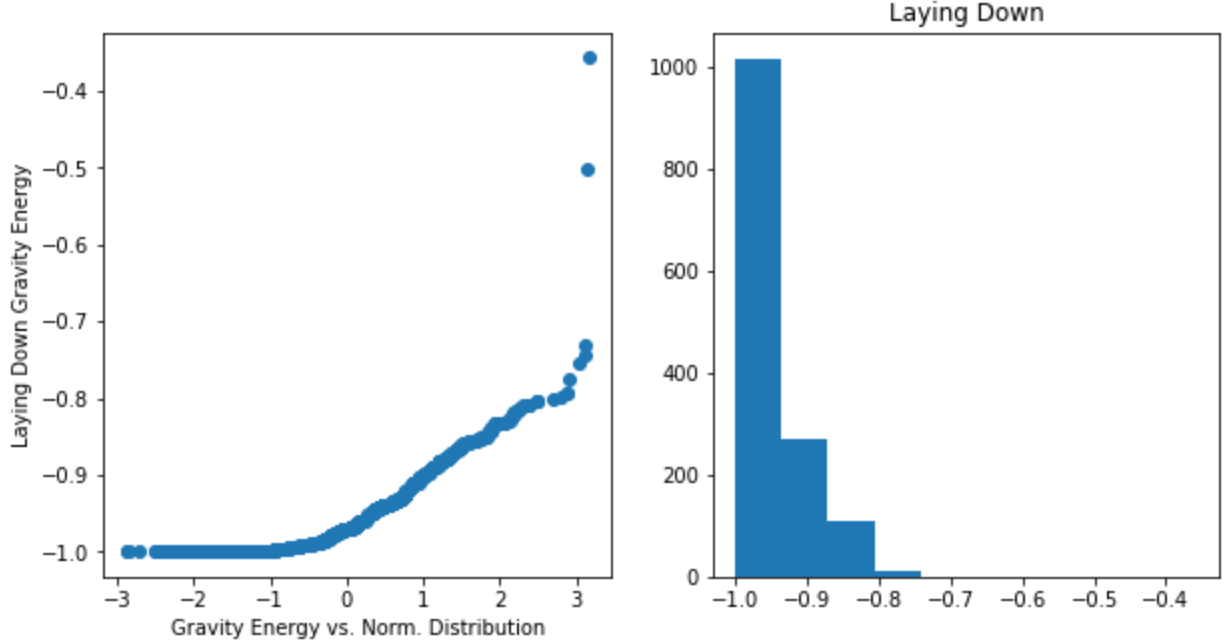 Laying Down
−0.4
−0.5
−0.6
−0.7
−0.8
−0.9
−1.0
Laying Down Gravity Energy
−3 −2 −1 0 1 2 3
Gravity Energy vs. Norm. Distribution
1000
800
600
400
200
0
−1.0 −0.9 −0.8 −0.7 −0.6 −0.5 −0.4